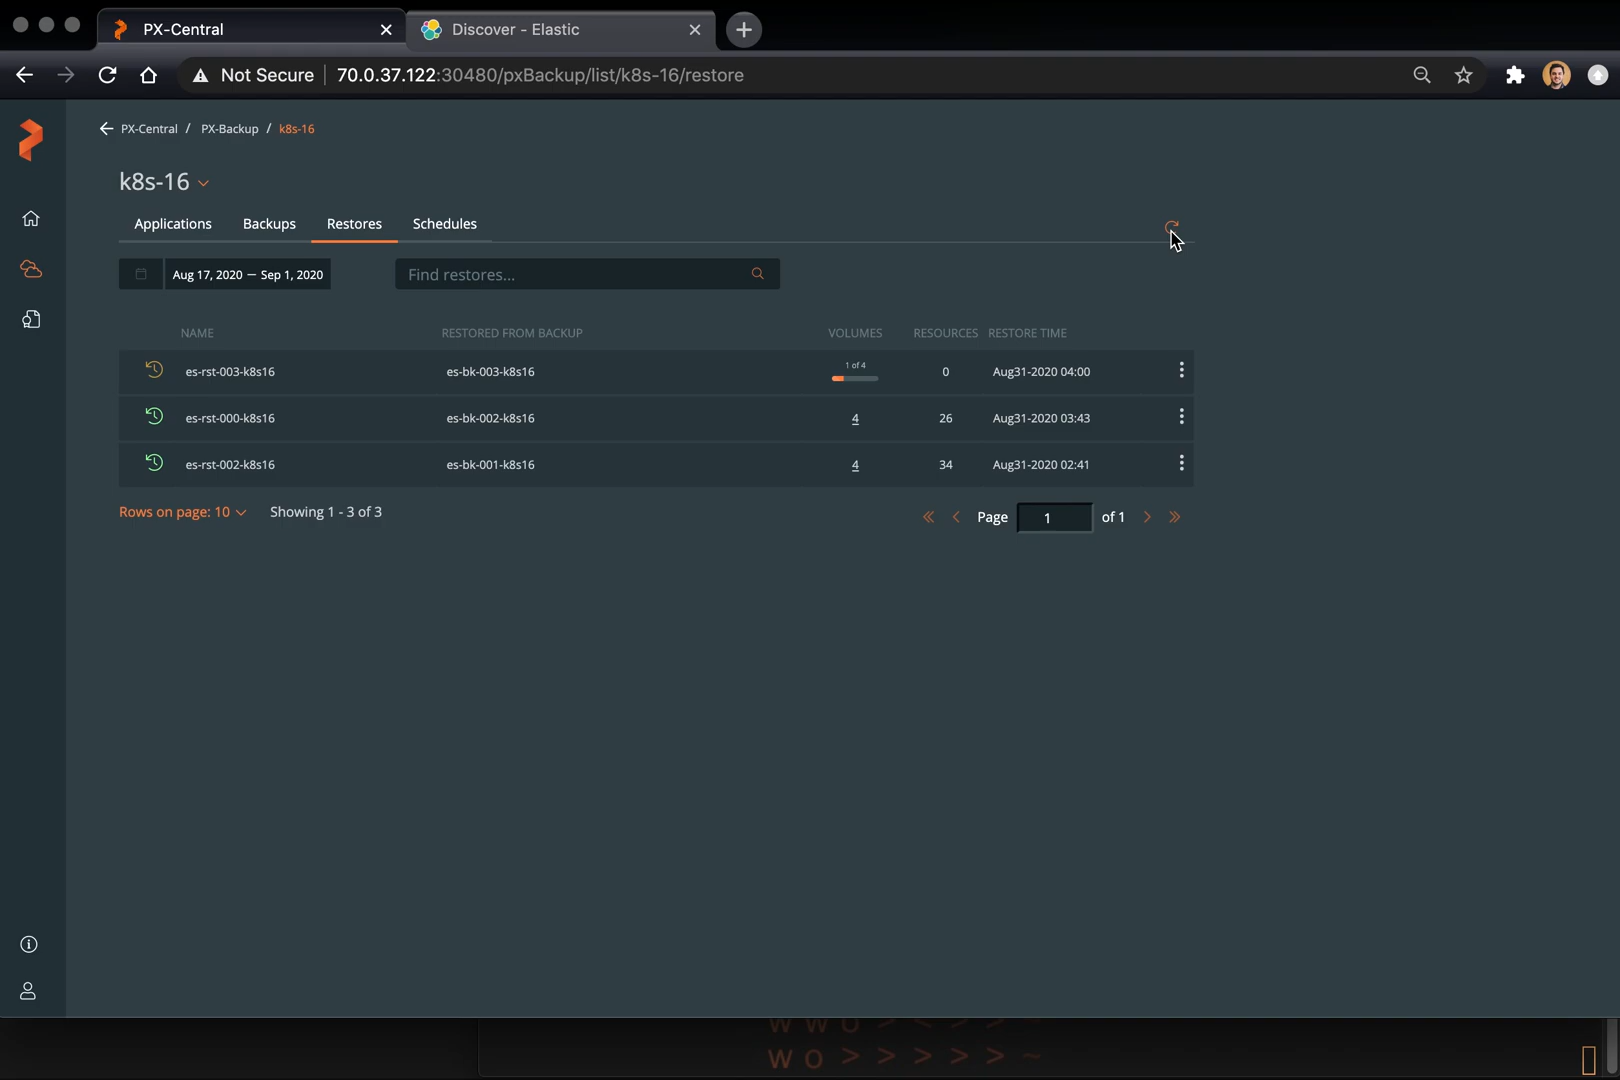 PX-Central
Discover - Elastic
Not Secure
70.0.37.122:30480/pxBackup/list/k8s-16/restore
PX-Central / PX-Backup / k8s-16
k8s-16
Applications
Backups
Restores
Schedules
Aug 17, 2020 — Sep 1, 2020
Find restores...
NAME RESTORED FROM BACKUP VOLUMES RESOURCES RESTORE TIME
es-rst-003-k8s16 es-bk-003-k8s16 1 of 4 0 Aug31-2020 04:00
es-rst-000-k8s16 es-bk-002-k8s16 4 26 Aug31-2020 03:43
es-rst-002-k8s16 es-bk-001-k8s16 4 34 Aug31-2020 02:41
Rows on page: 10 Showing 1 - 3 of 3
Page 1 of 1
W W O > < > > ~
W O > > > > > ~